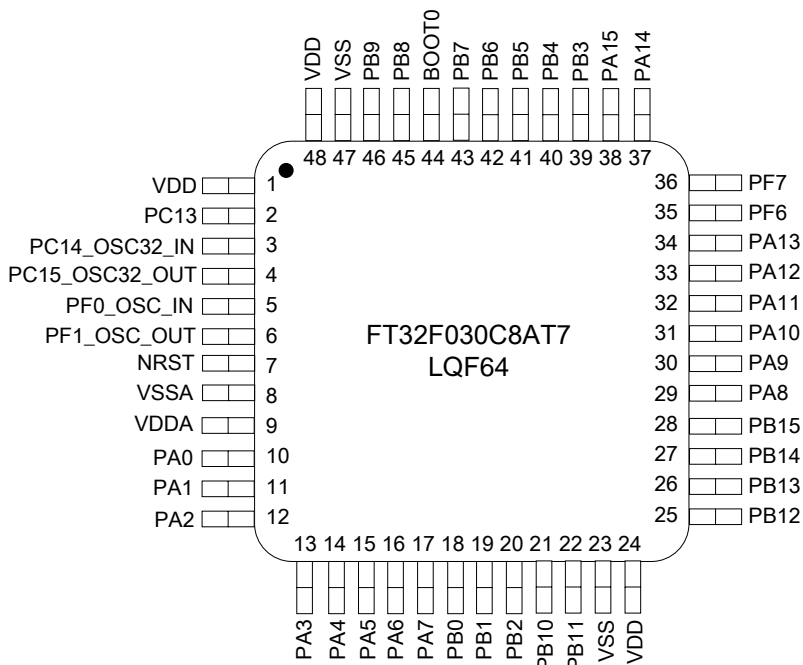 VDD VSS PB9 PB8 BOOT0 PB7 PB6 PB5 PB4 PB3 PA15 PA14
48 47 46 45 44 43 42 41 40 39 38 37
VDD 1 36 PF7
PC13 2 35 PF6
PC14_OSC32_IN 3 34 PA13
PC15_OSC32_OUT 4 33 PA12
PF0_OSC_IN 5 32 PA11
PF1_OSC_OUT 6 31 PA10
FT32F030C8AT7
LQF64
NRST 7 30 PA9
VSSA 8 29 PA8
VDDA 9 28 PB15
PA0 10 27 PB14
PA1 11 26 PB13
PA2 12 25 PB12
13 14 15 16 17 18 19 20 21 22 23 24
PA3 PA4 PA5 PA6 PA7 PB0 PB1 PB2 PB10 PB11 VSS VDD